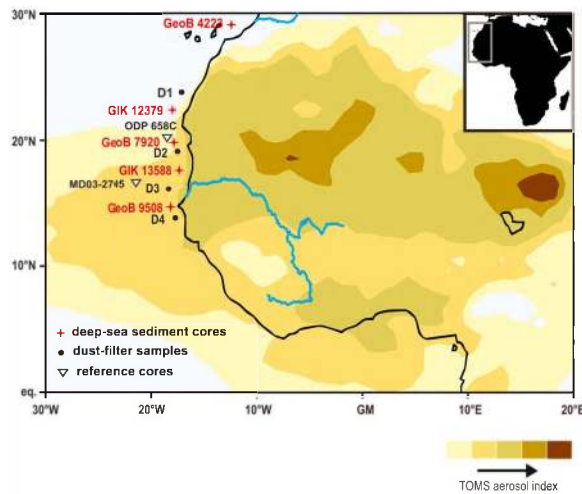 30°N
GeoB 4223
D1
GIK 12379
ODP 658C
20°N
GeoB 7920
D2
GIK 13588
MD03-2745
D3
GeoB 9508
D4
10°N
deep-sea sediment cores
dust-filter samples
reference cores
eq.
30°W
20°W
10°W
GM
10°E
20°E
TOMS aerosol index